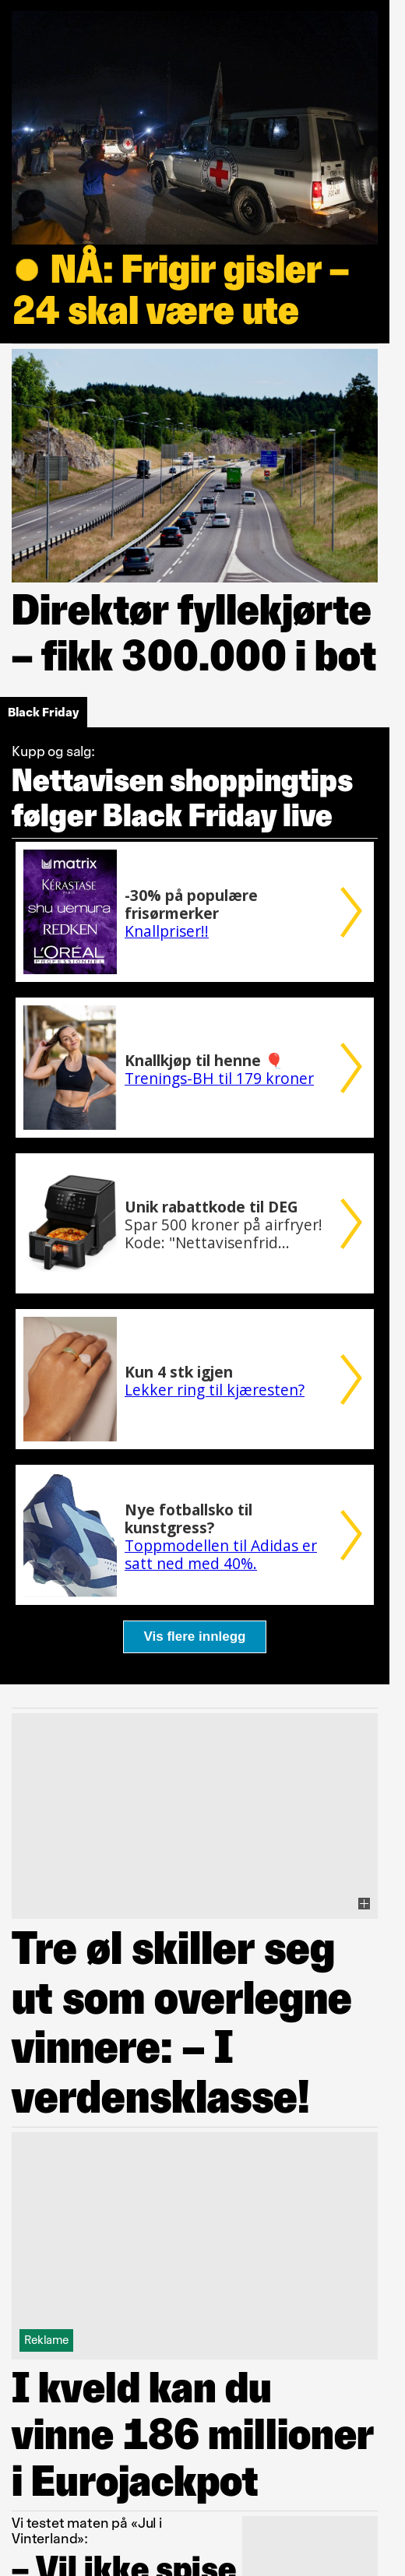 NÅ: Frigir gisler –
24 skal være ute
Direktør fyllekjørte
– fikk 300.000 i bot
Black Friday
Kupp og salg:
Nettavisen shoppingtips
følger Black Friday live
matrix
KÉRASTASE
PARIS
shu uemura
REDKEN
L'ORÉAL
PROFESSIONNEL
-30% på populære
frisørmerker
Knallpriser!!
Knallkjøp til henne 🎈
Trenings-BH til 179 kroner
Unik rabattkode til DEG
Spar 500 kroner på airfryer!
Kode: "Nettavisenfrid...
Kun 4 stk igjen
Lekker ring til kjæresten?
Nye fotballsko til
kunstgress?
Toppmodellen til Adidas er
satt ned med 40%.
Vis flere innlegg
Tre øl skiller seg
ut som overlegne
vinnere: – I
verdensklasse!
Reklame
I kveld kan du
vinne 186 millioner
i Eurojackpot
Vi testet maten på «Jul i
Vinterland»:
– Vil ikke spise